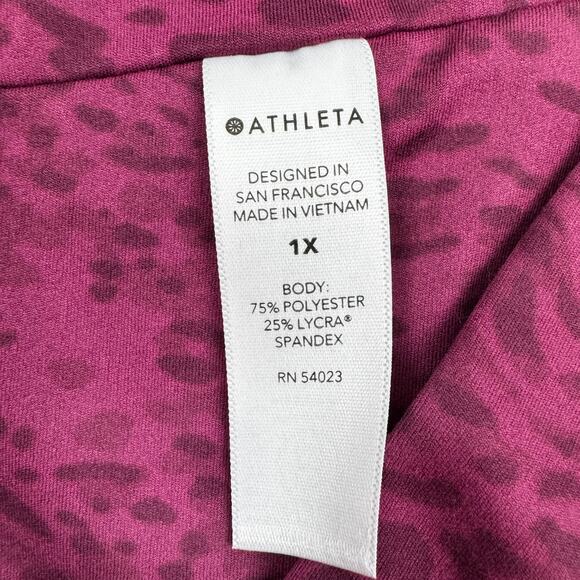 ATHLETA
DESIGNED IN
SAN FRANCISCO
MADE IN VIETNAM
1X
BODY:
75% POLYESTER
25% LYCRA®
SPANDEX
RN 54023